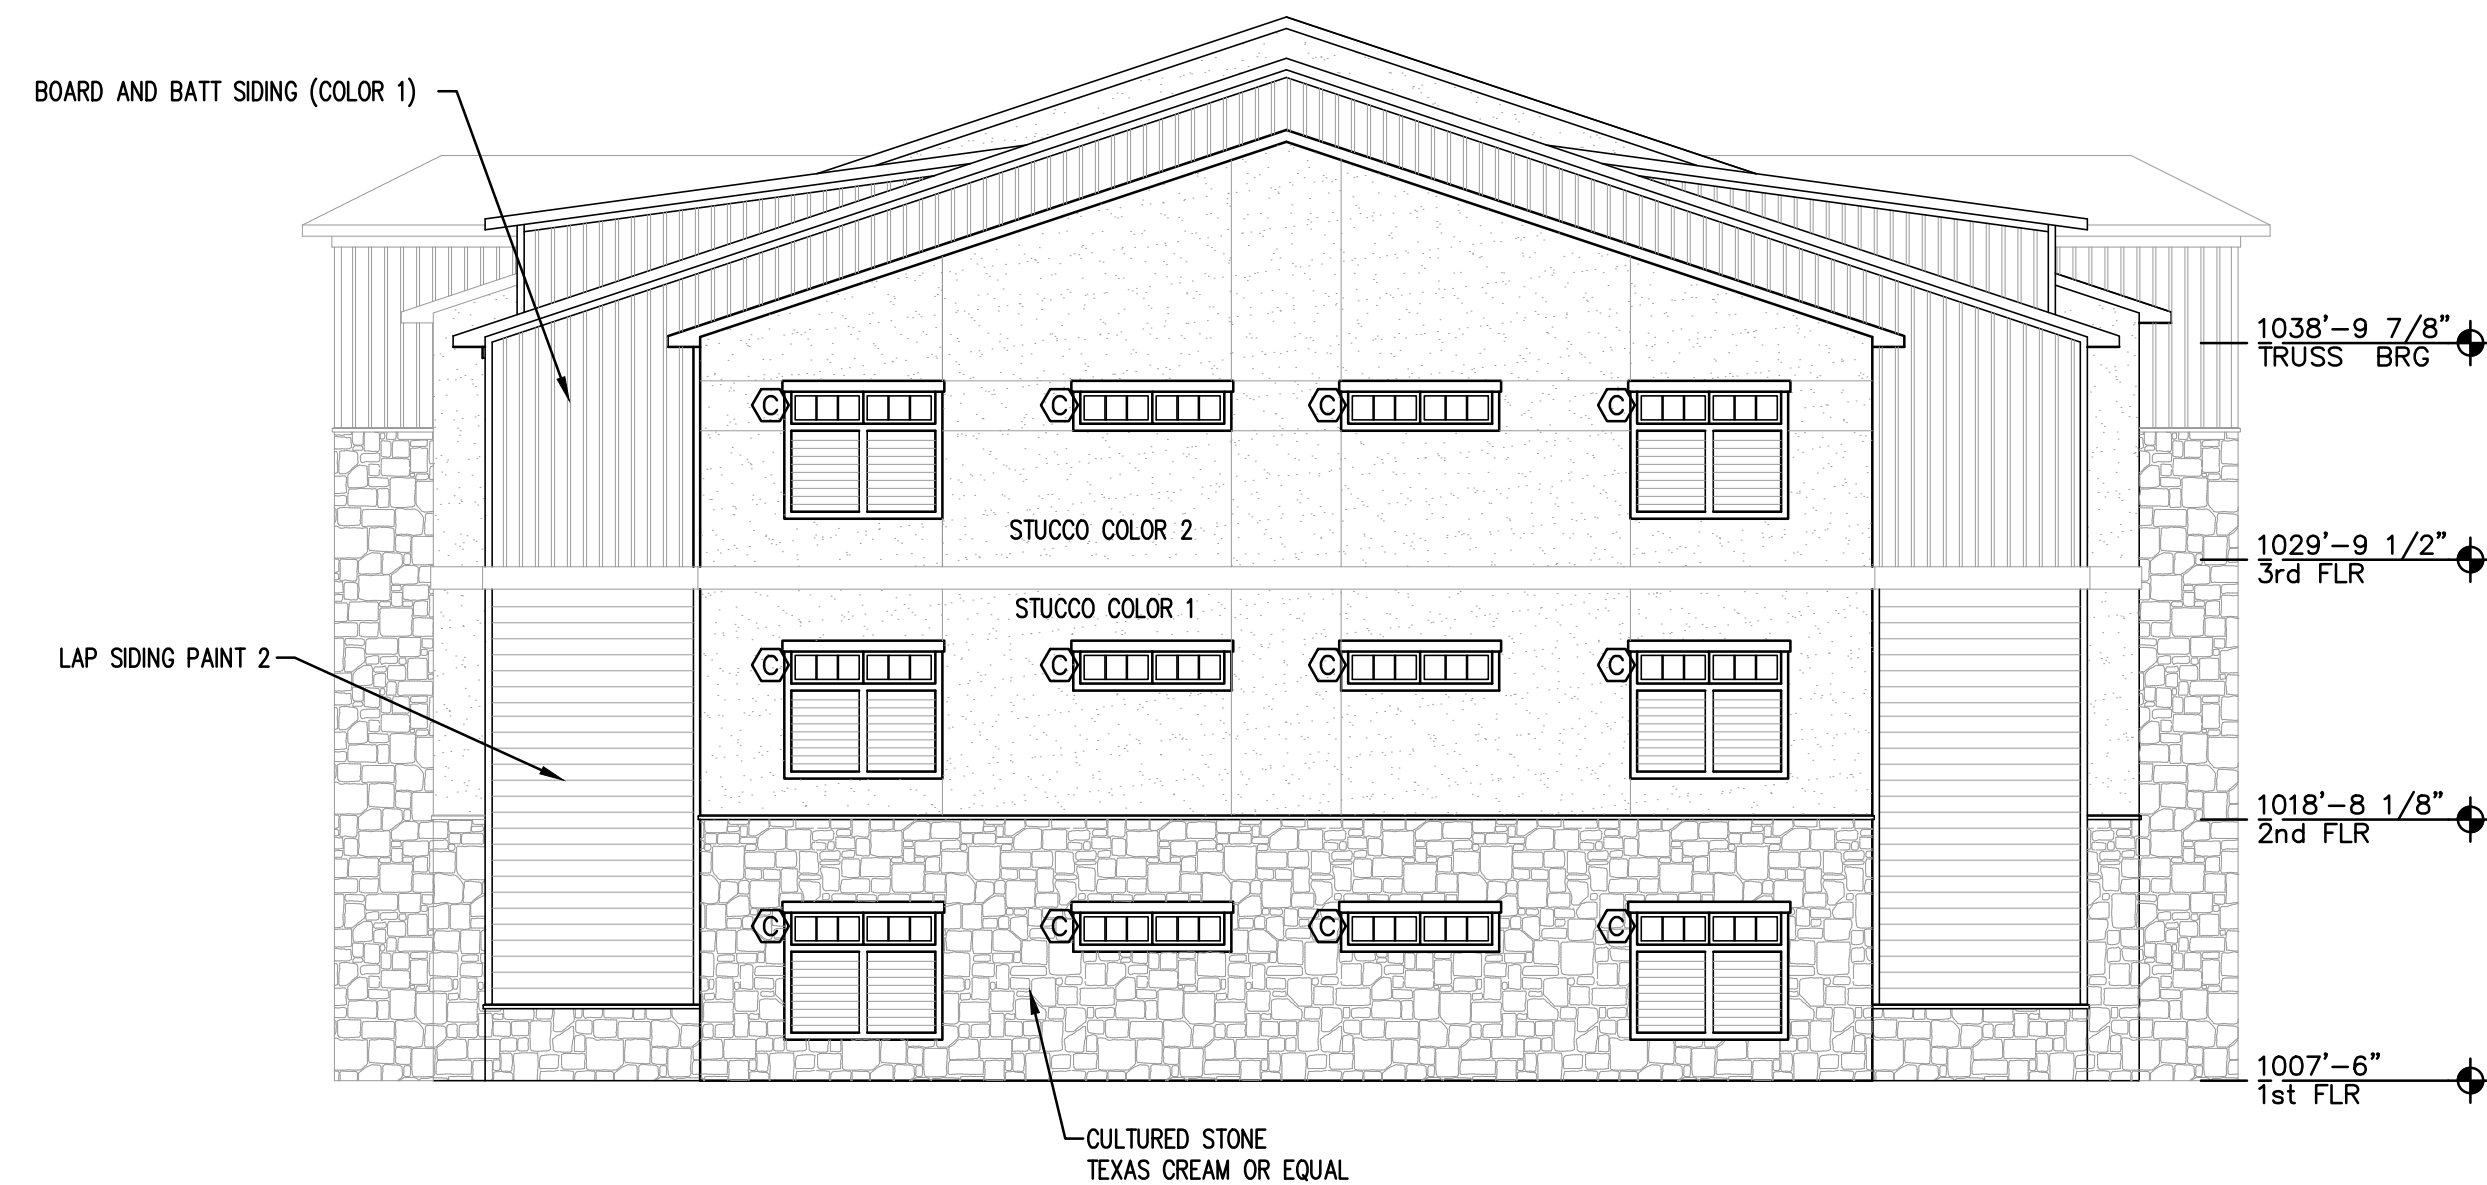 BOARD AND BATT SIDING (COLOR 1)
1038'-9 7/8"
TRUSS BRG
C C C C
STUCCO COLOR 2
1029'-9 1/2"
3rd FLR
STUCCO COLOR 1
LAP SIDING PAINT 2
C C C C
1018'-8 1/8"
2nd FLR
C C C C
1007'-6"
1st FLR
CULTURED STONE
TEXAS CREAM OR EQUAL